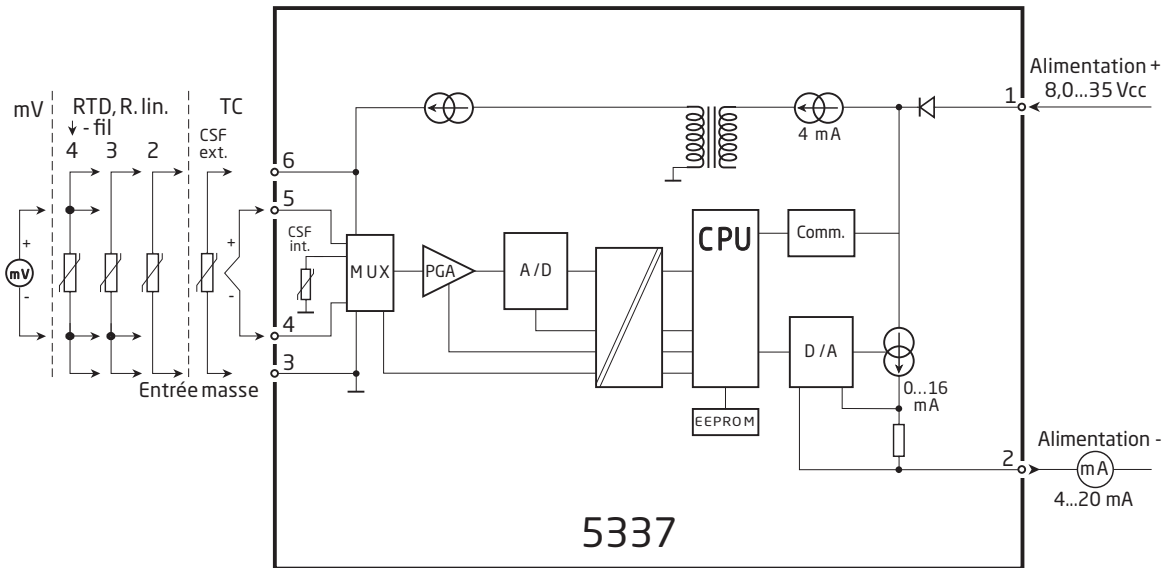 mV
RTD, R. lin.
- fil
4 3 2
TC
CSF
ext.
mV
+
-
+
-
Entrée masse
6
5
4
3
CSF
int.
MUX
PGA
A/D
CPU
EEPROM
Comm.
D/A
4 mA
0...16
mA
1
Alimentation +
8,0...35 Vcc
2
Alimentation -
mA
4...20 mA
5337